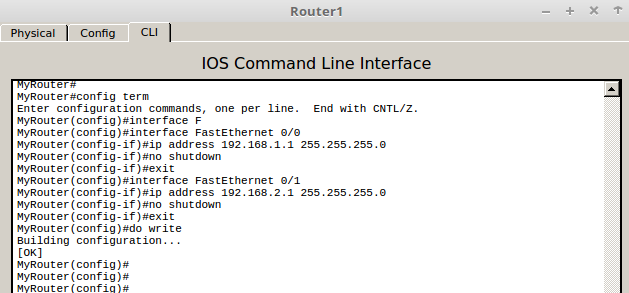 Router1
Physical Config CLI
IOS Command Line Interface
MyRouter#
MyRouter#config term
Enter configuration commands, one per line.  End with CNTL/Z.
MyRouter(config)#interface F
MyRouter(config)#interface FastEthernet 0/0
MyRouter(config-if)#ip address 192.168.1.1 255.255.255.0
MyRouter(config-if)#no shutdown
MyRouter(config-if)#exit
MyRouter(config)#interface FastEthernet 0/1
MyRouter(config-if)#ip address 192.168.2.1 255.255.255.0
MyRouter(config-if)#no shutdown
MyRouter(config-if)#exit
MyRouter(config)#do write
Building configuration...
[OK]
MyRouter(config)#
MyRouter(config)#
MyRouter(config)#